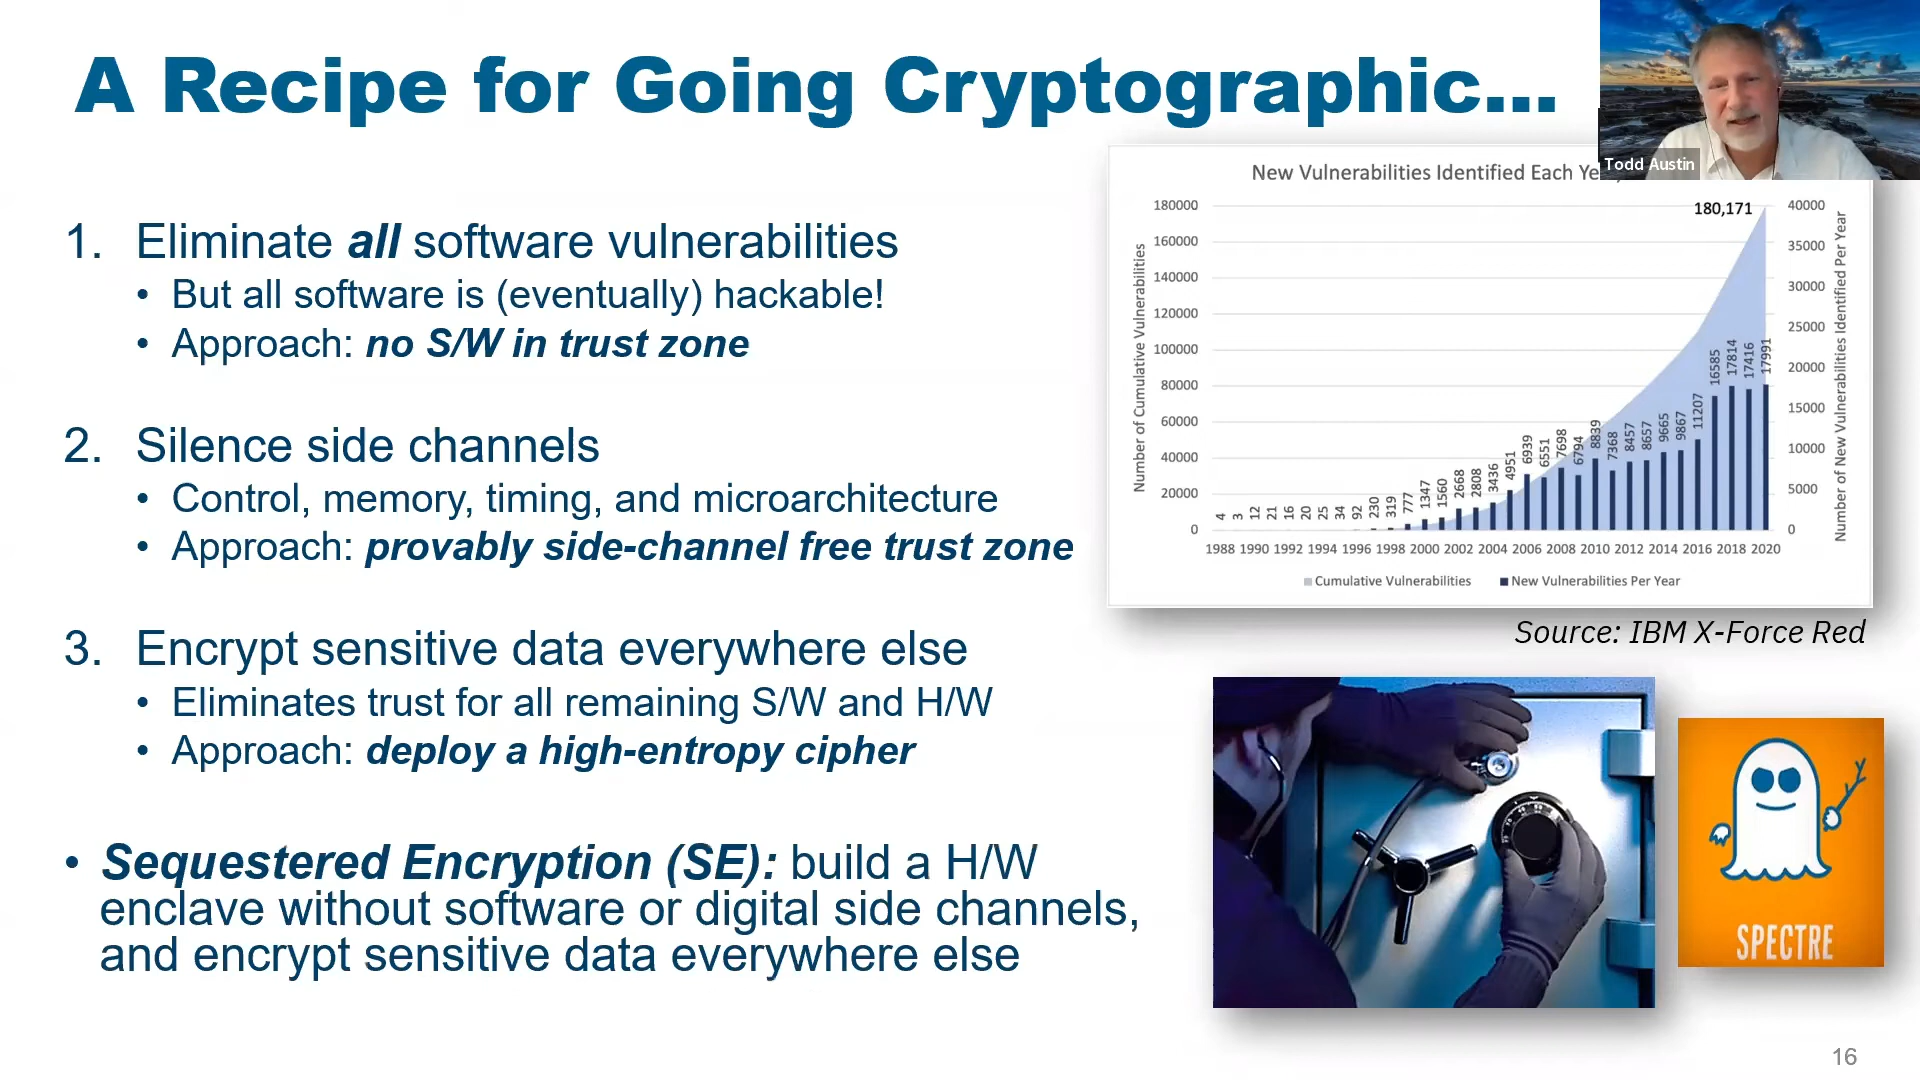 A Recipe for Going Cryptographic...
Todd Austin
1. Eliminate all software vulnerabilities
• But all software is (eventually) hackable!
• Approach: no S/W in trust zone
2. Silence side channels
• Control, memory, timing, and microarchitecture
• Approach: provably side-channel free trust zone
3. Encrypt sensitive data everywhere else
• Eliminates trust for all remaining S/W and H/W
• Approach: deploy a high-entropy cipher
• Sequestered Encryption (SE): build a H/W
enclave without software or digital side channels,
and encrypt sensitive data everywhere else
New Vulnerabilities Identified Each
Number of Cumulative Vulnerabilities
180000
160000
140000
120000
100000
80000
60000
40000
20000
0
180,171
4 3 12 21 16 20 25 34 92 230 319 777 1347 1560 2668 2808 3436 4951 6939 6551 7698 6794 8839 7368 8457 8657 9665 9867 11207 16585 17814 17416 17991
40000
35000
30000
25000
20000
15000
10000
5000
0
Number of New Vulnerabilities Identified Per Year
1988 1990 1992 1994 1996 1998 2000 2002 2004 2006 2008 2010 2012 2014 2016 2018 2020
Cumulative Vulnerabilities New Vulnerabilities Per Year
Source: IBM X-Force Red
SPECTRE
16